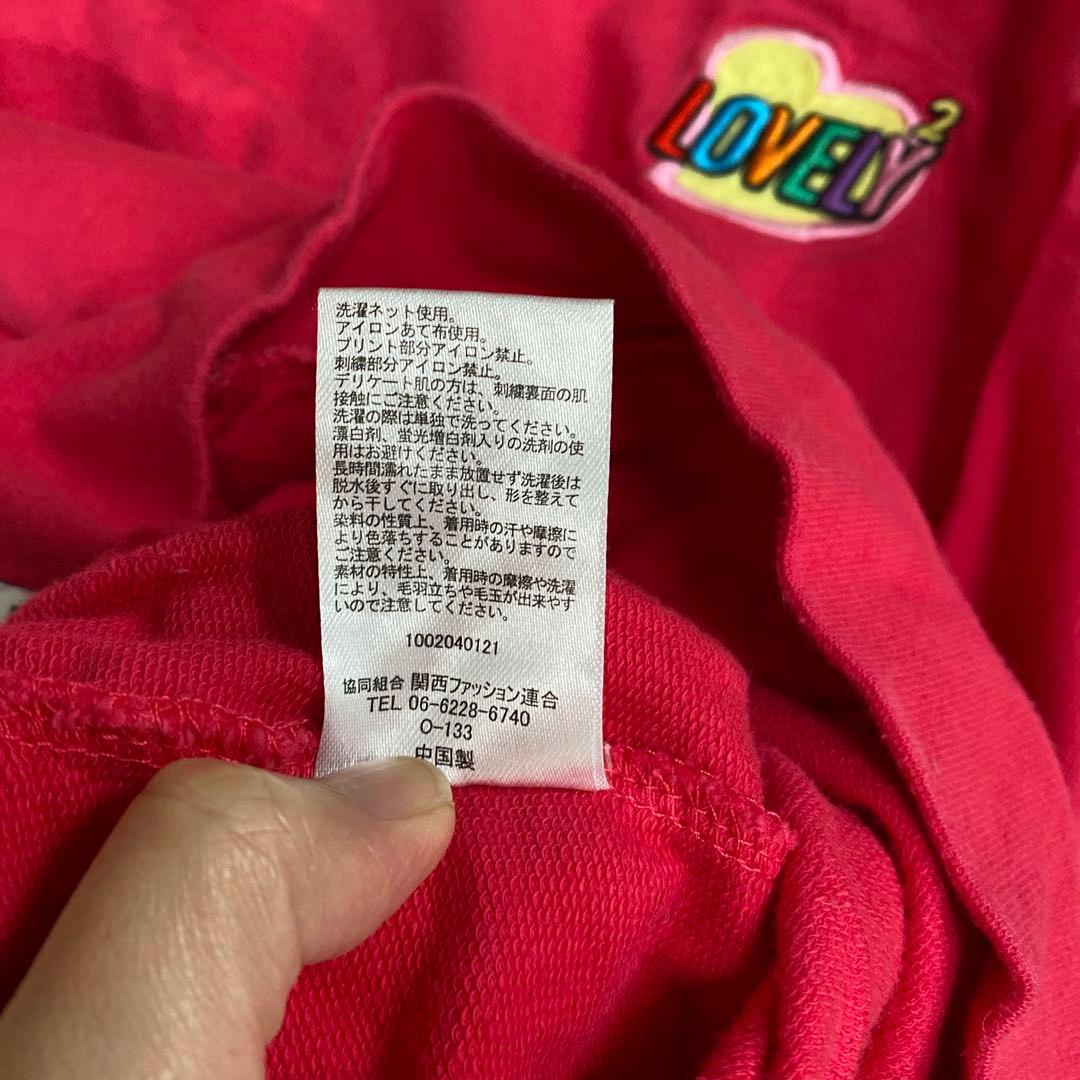 LOVELY²
洗濯ネット使用。
アイロンあて布使用。
プリント部分アイロン禁止。
刺繍部分アイロン禁止。
デリケート肌の方は、刺繍裏面の肌
接触にご注意ください。
洗濯の際は単独で洗ってください。
漂白剤、蛍光増白剤入りの洗剤の使
用はお避けください。
長時間濡れたまま放置せず洗濯後は
脱水後すぐに取り出し、形を整えて
から干してください。
染料の性質上、着用時の汗や摩擦に
より色落ちすることがありますので
ご注意ください。
素材の特性上、着用時の摩擦や洗濯
により、毛羽立ちや毛玉が出来やす
いので注意してください。
1002040121
協同組合 関西ファッション連合
TEL 06-6228-6740
O-133
中国製